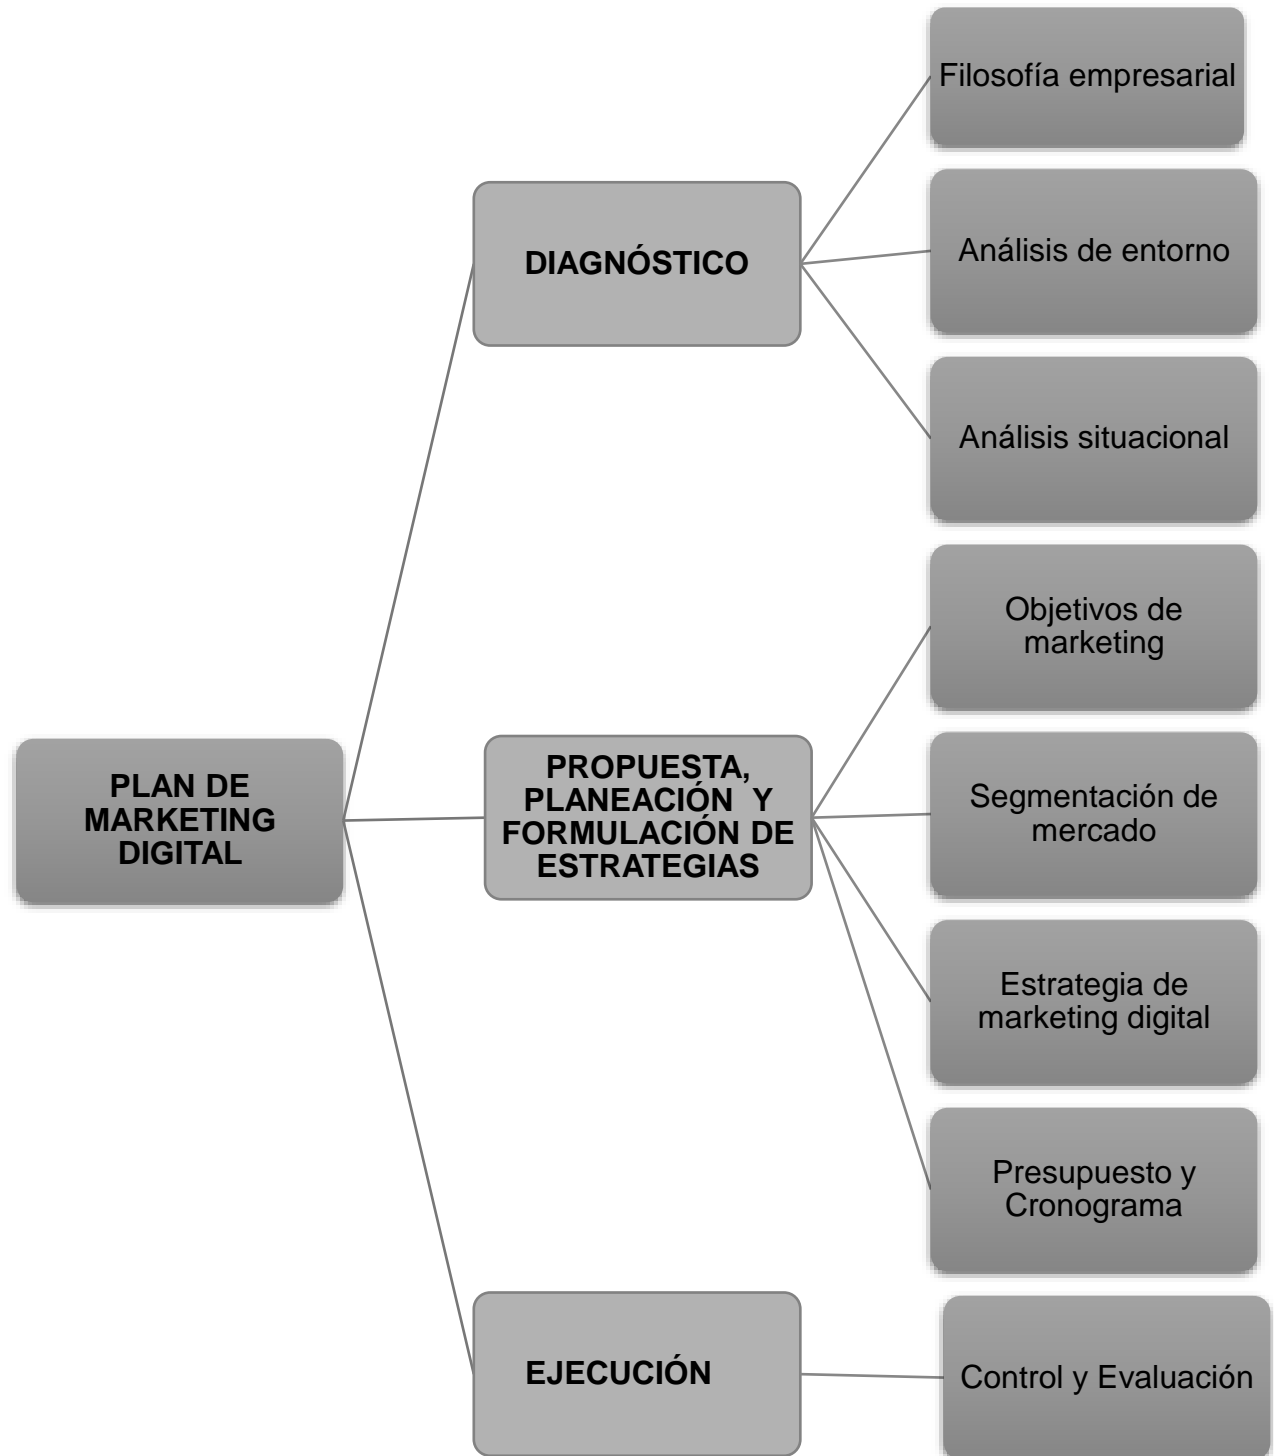 Filosofía empresarial
DIAGNÓSTICO
Análisis de entorno
Análisis situacional
Objetivos de
marketing
PLAN DE
MARKETING
DIGITAL
PROPUESTA,
PLANEACIÓN Y
FORMULACIÓN DE
ESTRATEGIAS
Segmentación de
mercado
Estrategia de
marketing digital
Presupuesto y
Cronograma
EJECUCIÓN
Control y Evaluación